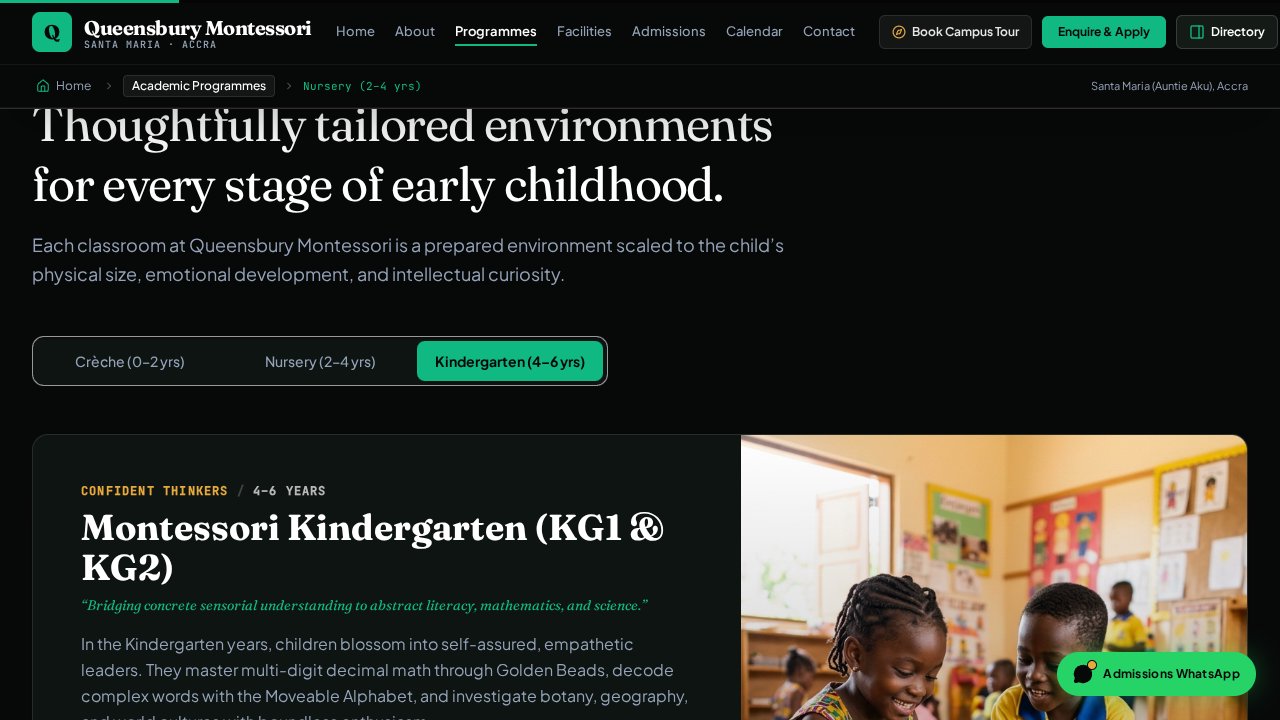 Q
Queensbury Montessori
SANTA MARIA · ACCRA
Home
About
Programmes
Facilities
Admissions
Calendar
Contact
Book Campus Tour
Enquire & Apply
Directory
Home
Academic Programmes
Nursery (2–4 yrs)
Santa Maria (Auntie Aku), Accra
Thoughtfully tailored environments
for every stage of early childhood.
Each classroom at Queensbury Montessori is a prepared environment scaled to the child’s
physical size, emotional development, and intellectual curiosity.
Crèche (0–2 yrs)
Nursery (2–4 yrs)
Kindergarten (4–6 yrs)
CONFIDENT THINKERS / 4–6 YEARS
Montessori Kindergarten (KG1 &
KG2)
“Bridging concrete sensorial understanding to abstract literacy, mathematics, and science.”
In the Kindergarten years, children blossom into self-assured, empathetic
leaders. They master multi-digit decimal math through Golden Beads, decode
complex words with the Moveable Alphabet, and investigate botany, geography,
and world cultures with boundless enthusiasm.
Admissions WhatsApp